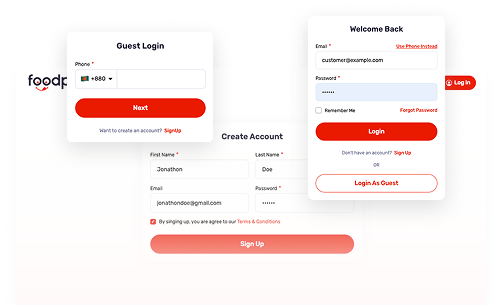 Guest Login
Phone *
+880
Next
Want to create an account? SignUp
Welcome Back
Email *
Use Phone Instead
customer@example.com
Password *
••••••
Remember Me
Forgot Password
Login
Don't have an account? Sign Up
OR
Login As Guest
foodp
Log In
Create Account
First Name *
Last Name *
Jonathon
Doe
Email
Password *
jonathondoe@gmail.com
••••••
By singing up, you are agree to our Terms & Conditions
Sign Up